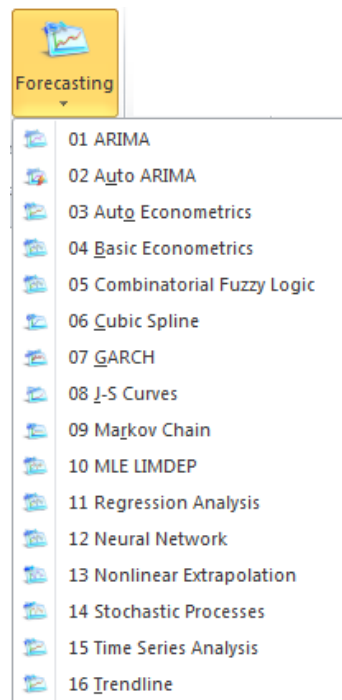 Forecasting
01 ARIMA
02 Auto ARIMA
03 Auto Econometrics
04 Basic Econometrics
05 Combinatorial Fuzzy Logic
06 Cubic Spline
07 GARCH
08 J-S Curves
09 Markov Chain
10 MLE LIMDEP
11 Regression Analysis
12 Neural Network
13 Nonlinear Extrapolation
14 Stochastic Processes
15 Time Series Analysis
16 Trendline